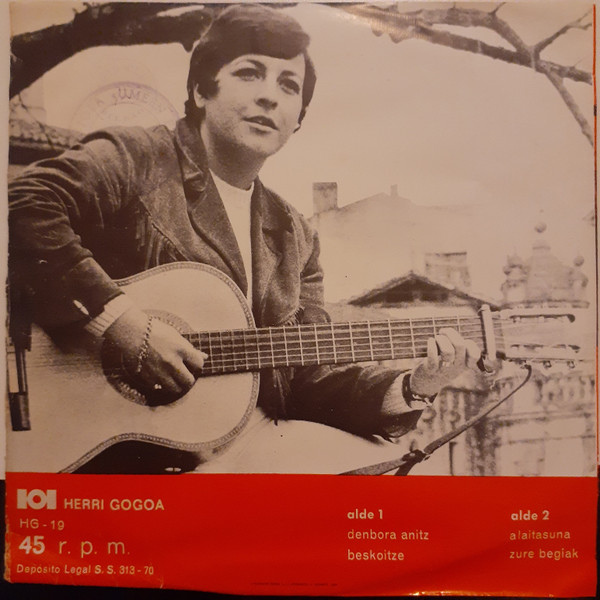 HERRI GOGOA
HG - 19
45 r. p. m.
Deposito Legal S. S. 313 - 70
alde 1
denbora anitz
beskoitze
alde 2
alaitasuna
zure begiak